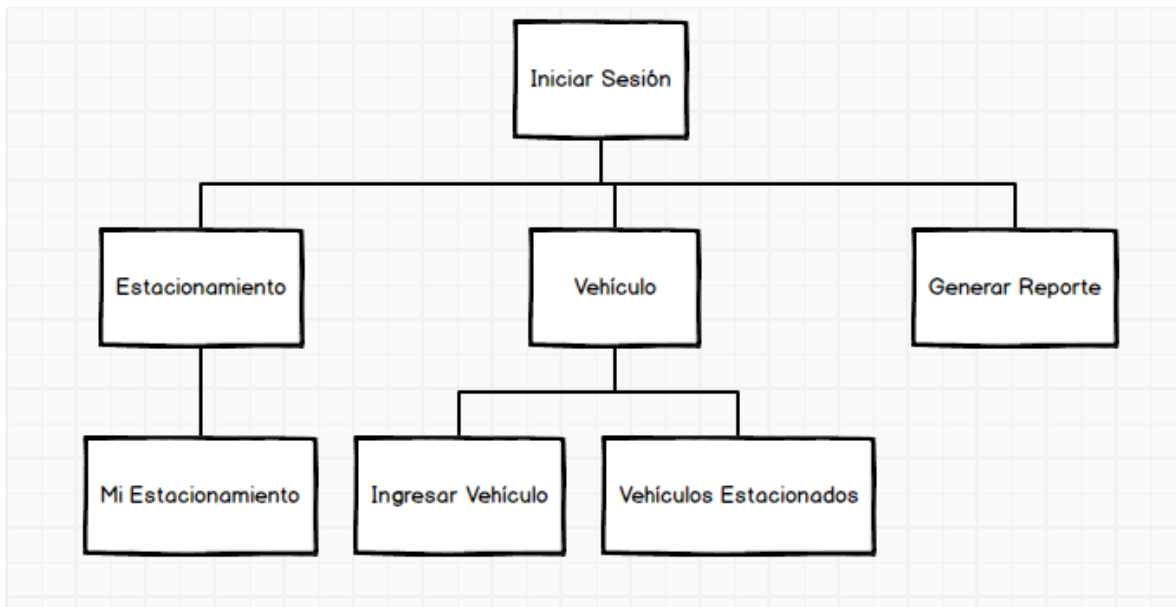 Iniciar Sesión
Estacionamiento
Vehículo
Generar Reporte
Mi Estacionamiento
Ingresar Vehículo
Vehículos Estacionados